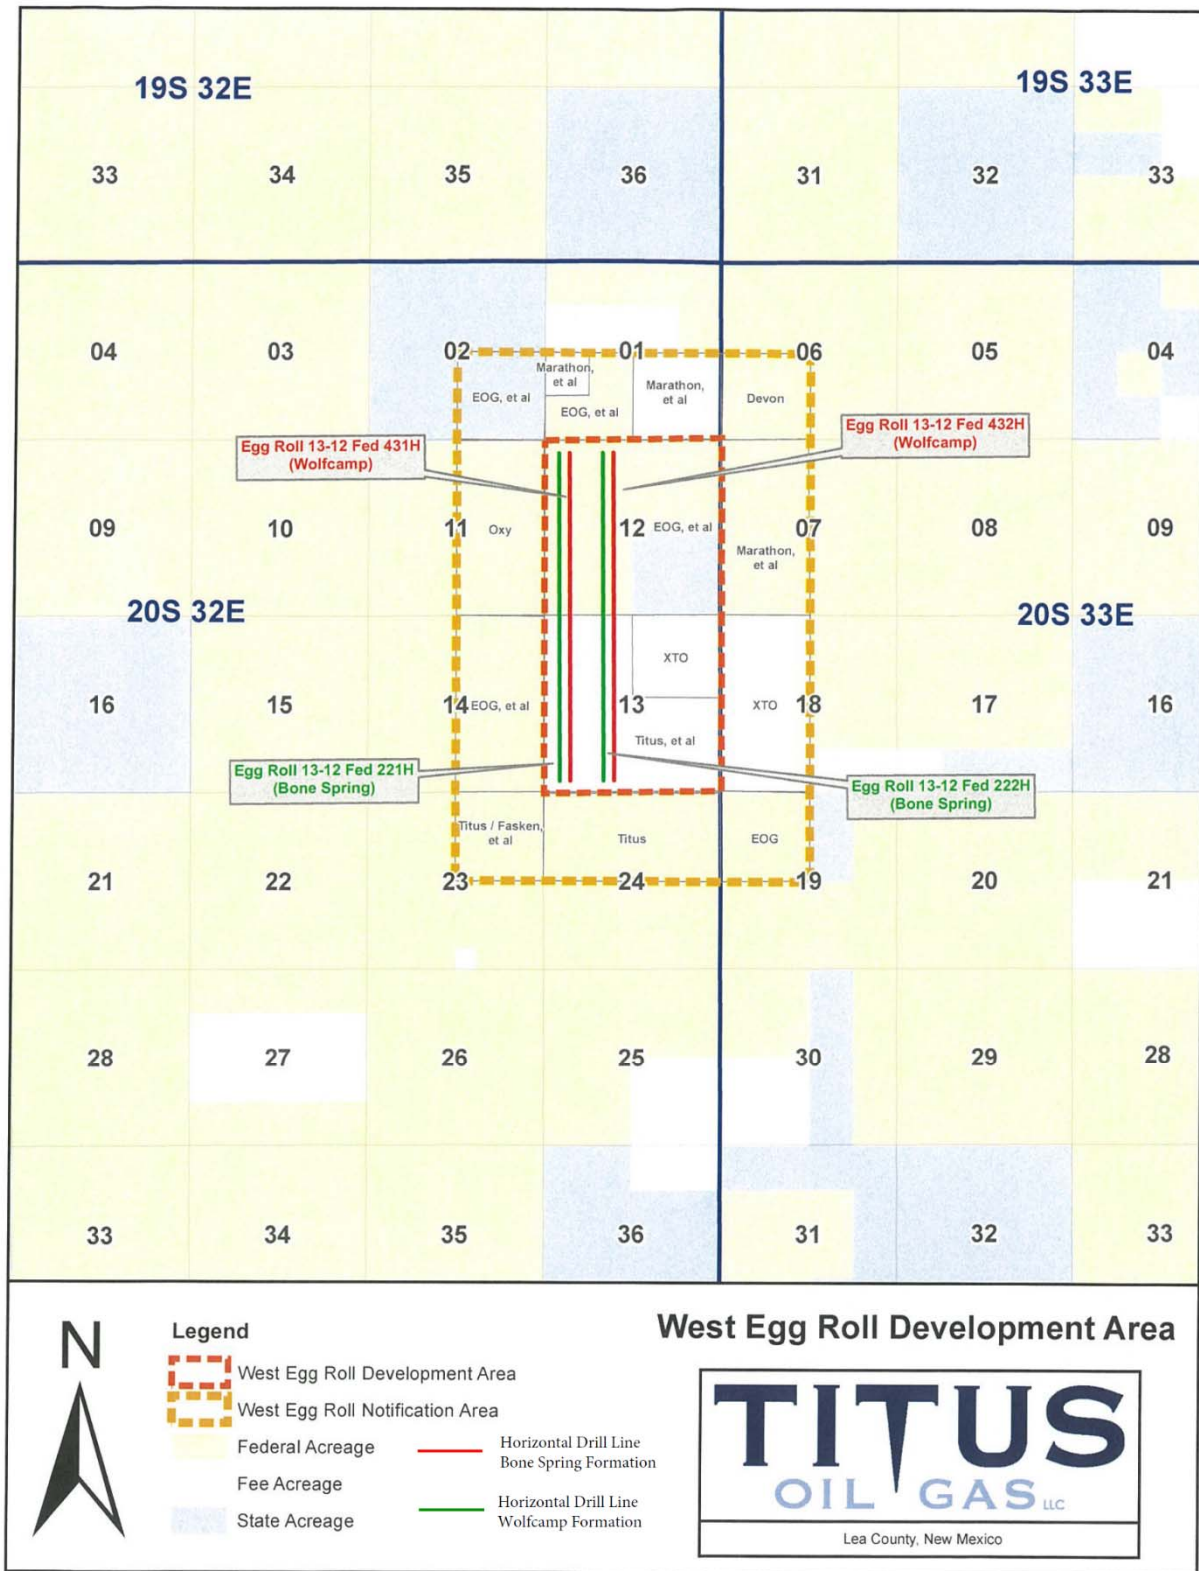 19S 32E
19S 33E
33
34
35
36
31
32
33
04
03
02
01
06
05
04
Marathon,
et al
EOG, et al
EOG, et al
Marathon,
et al
Devon
Egg Roll 13-12 Fed 431H
(Wolfcamp)
Egg Roll 13-12 Fed 432H
(Wolfcamp)
09
10
11
Oxy
12
EOG, et al
07
08
09
Marathon,
et al
20S 32E
20S 33E
XTO
16
15
14
EOG, et al
13
XTO
18
17
16
Titus, et al
Egg Roll 13-12 Fed 221H
(Bone Spring)
Egg Roll 13-12 Fed 222H
(Bone Spring)
Titus / Fasken,
et al
Titus
EOG
21
22
23
24
19
20
21
28
27
26
25
30
29
28
33
34
35
36
31
32
33
N
Legend
West Egg Roll Development Area
West Egg Roll Notification Area
Federal Acreage
Fee Acreage
State Acreage
Horizontal Drill Line
Bone Spring Formation
Horizontal Drill Line
Wolfcamp Formation
West Egg Roll Development Area
TITUS
OIL GAS LLC
Lea County, New Mexico